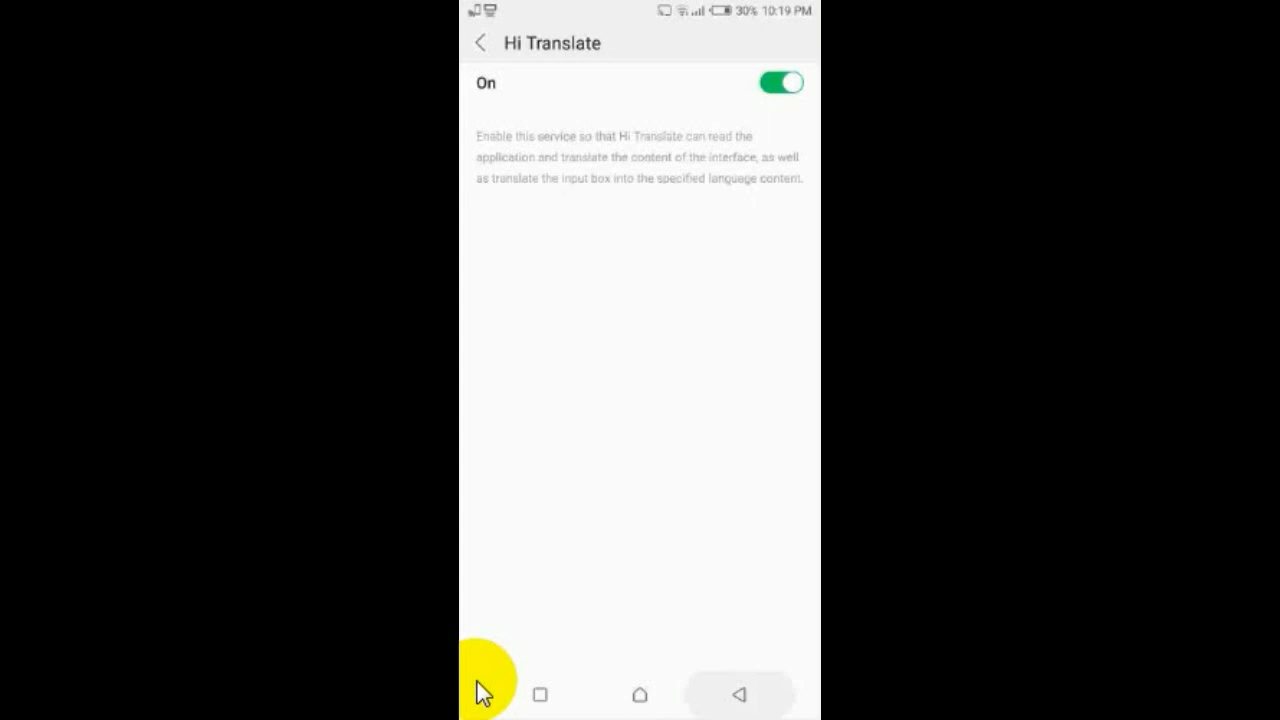 30% 10:19 PM
Hi Translate
On
Enable this service so that Hi Translate can read the
application and translate the content of the interface, as well
as translate the input box into the specified language content.